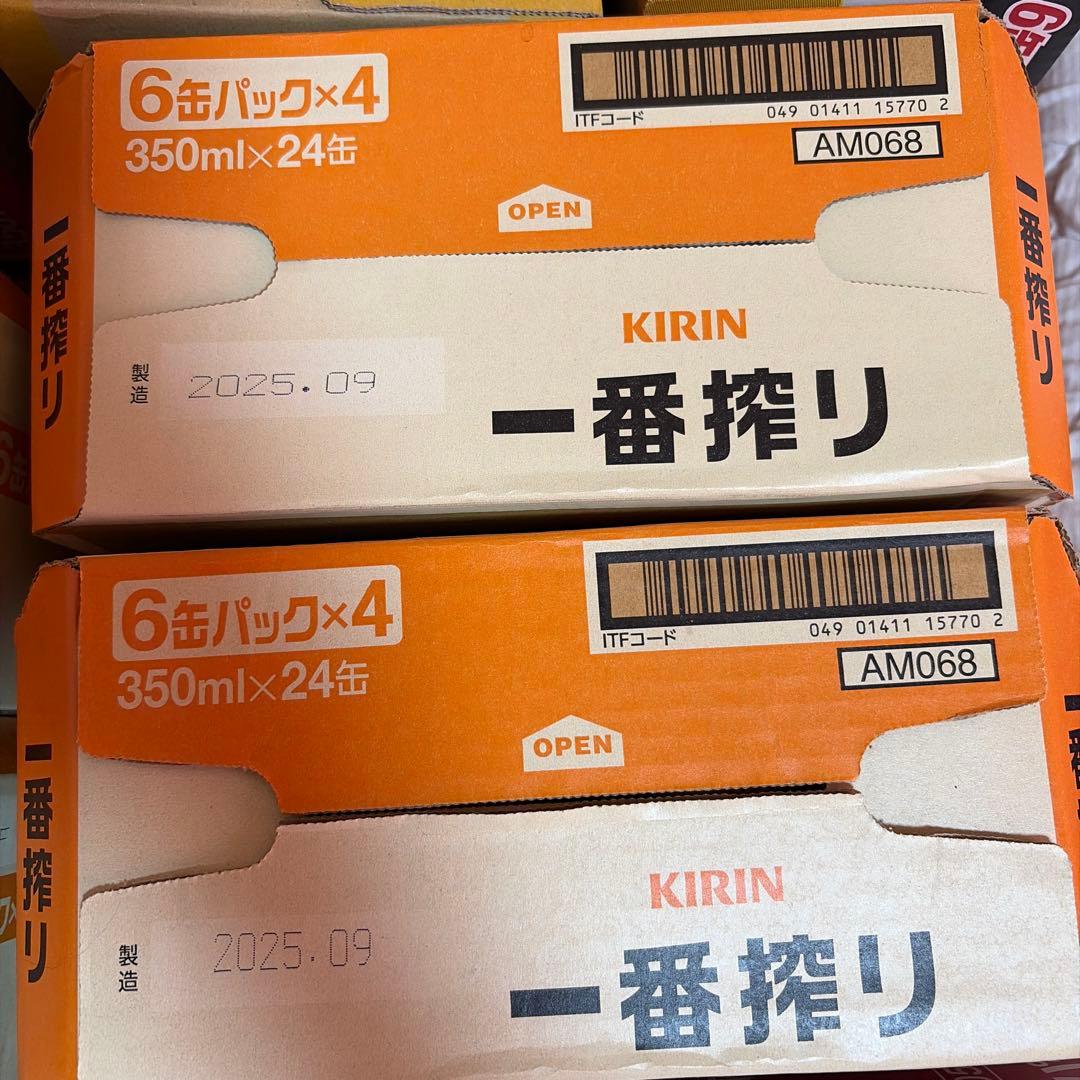 6缶パック×4
350ml×24缶
ITFコード
049 01411 15770 2
AM068
OPEN
一番搾り
一番搾り
KIRIN
一番搾り
製造
2025.09
6缶パック×4
350ml×24缶
ITFコード
049 01411 15770 2
AM068
OPEN
一番搾り
KIRIN
一番搾り
製造
2025.09
6缶